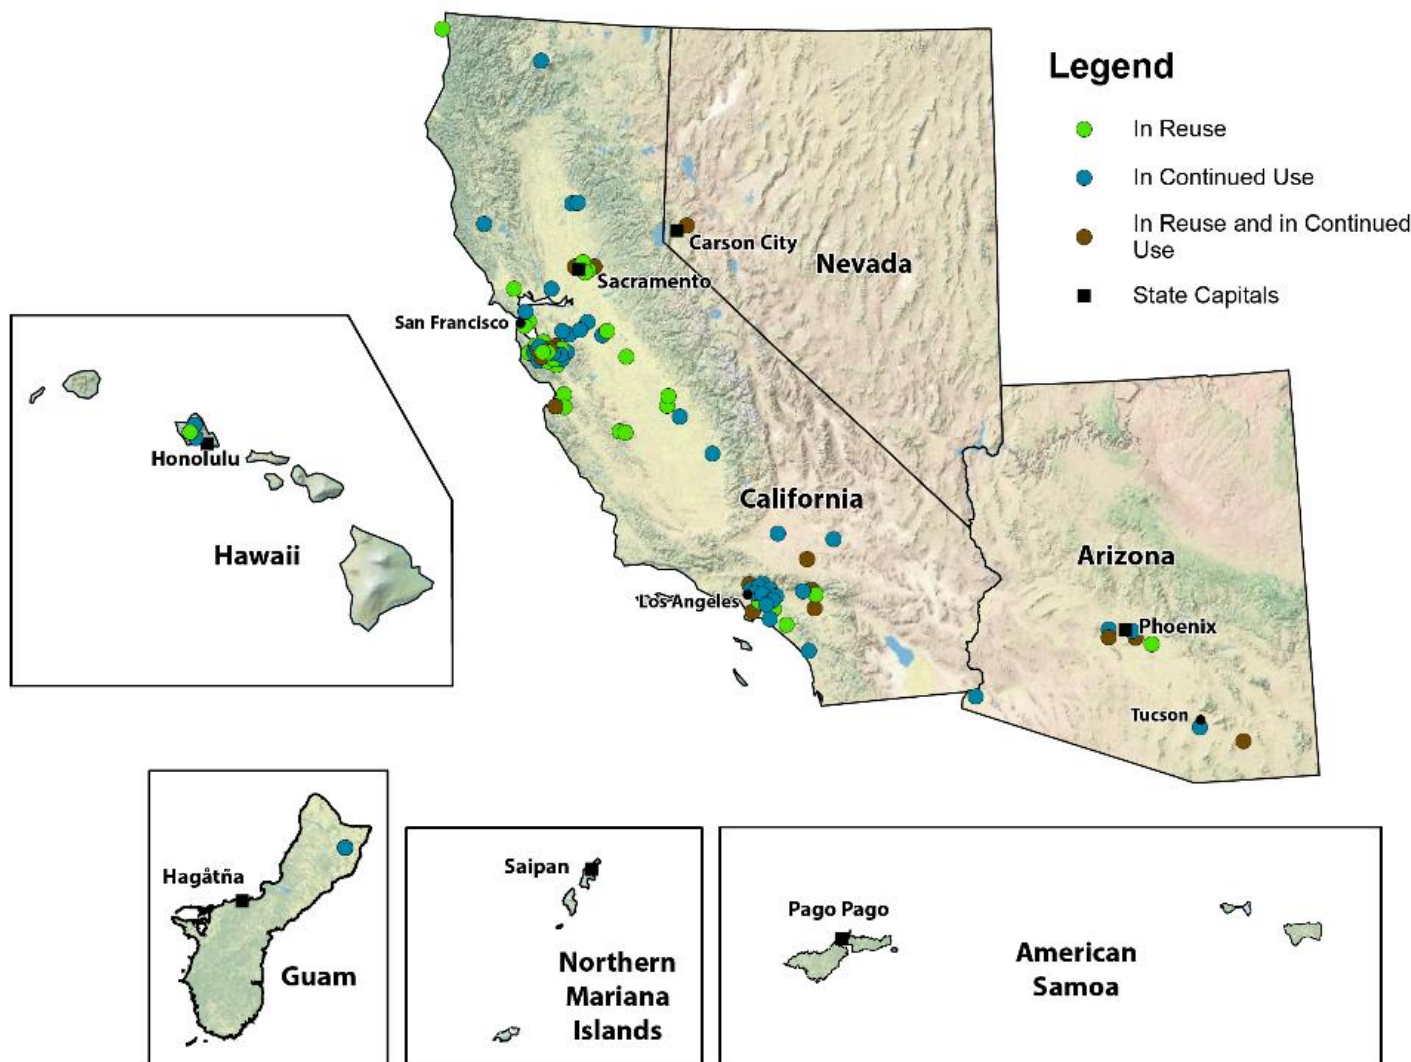 Legend
In Reuse
In Continued Use
In Reuse and in Continued
Use
State Capitals
Carson City
Nevada
Sacramento
San Francisco
Honolulu
Hawaii
California
Los Angeles
Arizona
Phoenix
Tucson
Hagåtña
Guam
Saipan
Northern
Mariana
Islands
Pago Pago
American
Samoa